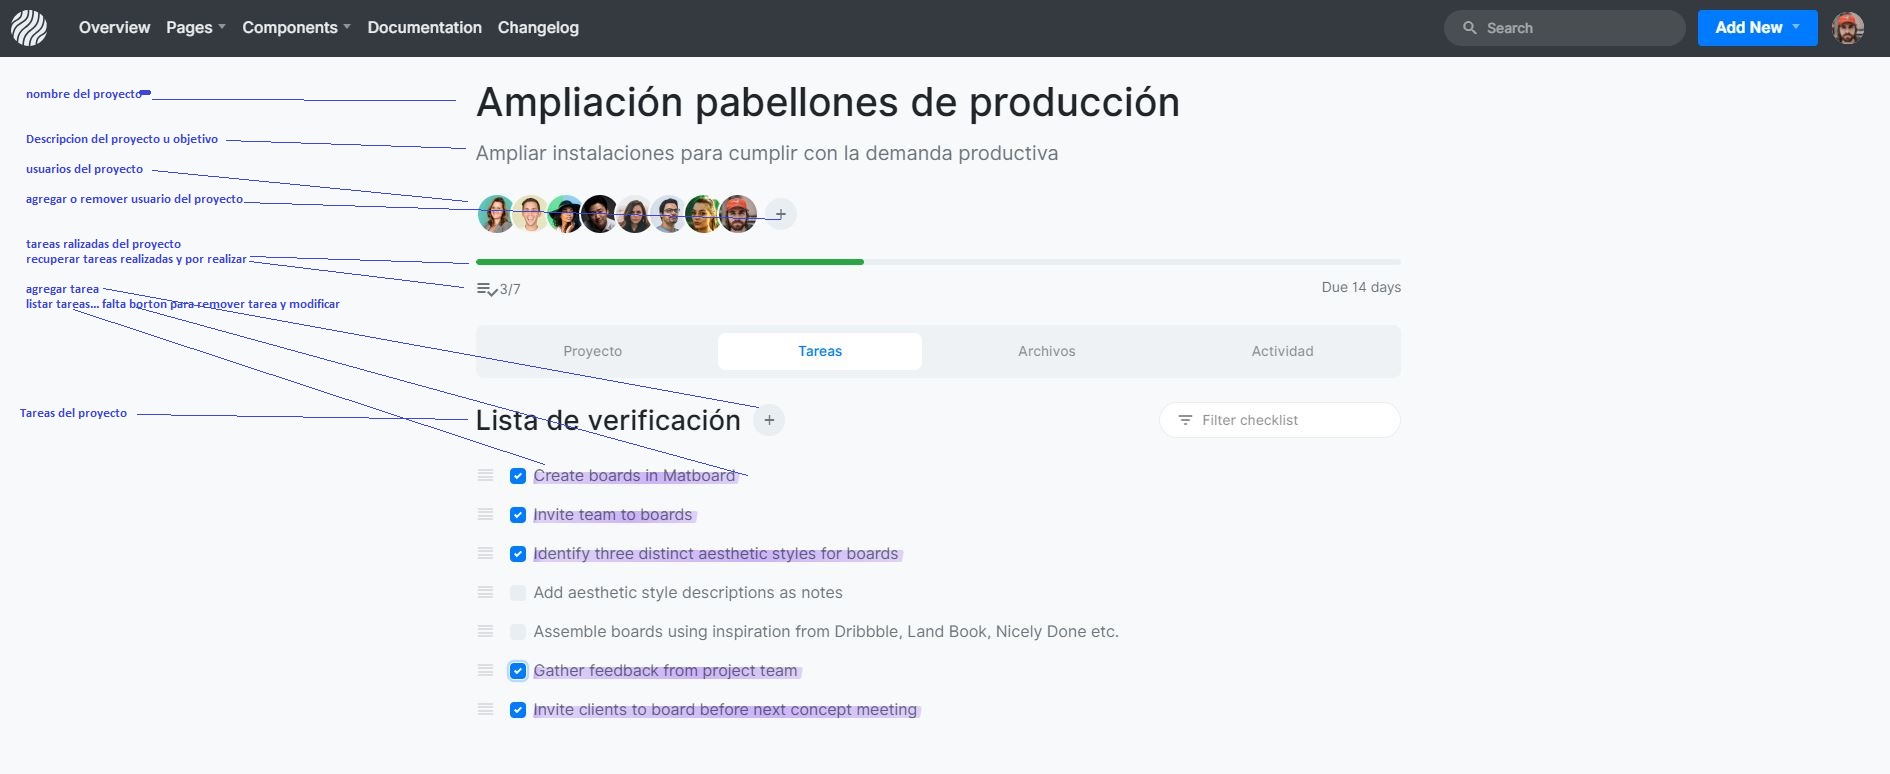 Overview Pages Components Documentation Changelog Search Add New
nombre del proyecto
Ampliación pabellones de producción
Descripcion del proyecto u objetivo
Ampliar instalaciones para cumplir con la demanda productiva
usuarios del proyecto
agregar o remover usuario del proyecto
+
tareas ralizadas del proyecto
recuperar tareas realizadas y por realizar
agregar tarea
3/7
Due 14 days
listar tareas... falta borton para remover tarea y modificar
Proyecto Tareas Archivos Actividad
Tareas del proyecto
Lista de verificación +
Filter checklist
Create boards in Matboard
Invite team to boards
Identify three distinct aesthetic styles for boards
Add aesthetic style descriptions as notes
Assemble boards using inspiration from Dribbble, Land Book, Nicely Done etc.
Gather feedback from project team
Invite clients to board before next concept meeting